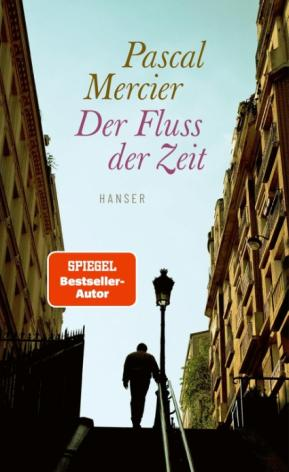 Pascal
Mercier
Der Fluss
der Zeit
HANSER
SPIEGEL
Bestseller-
Autor